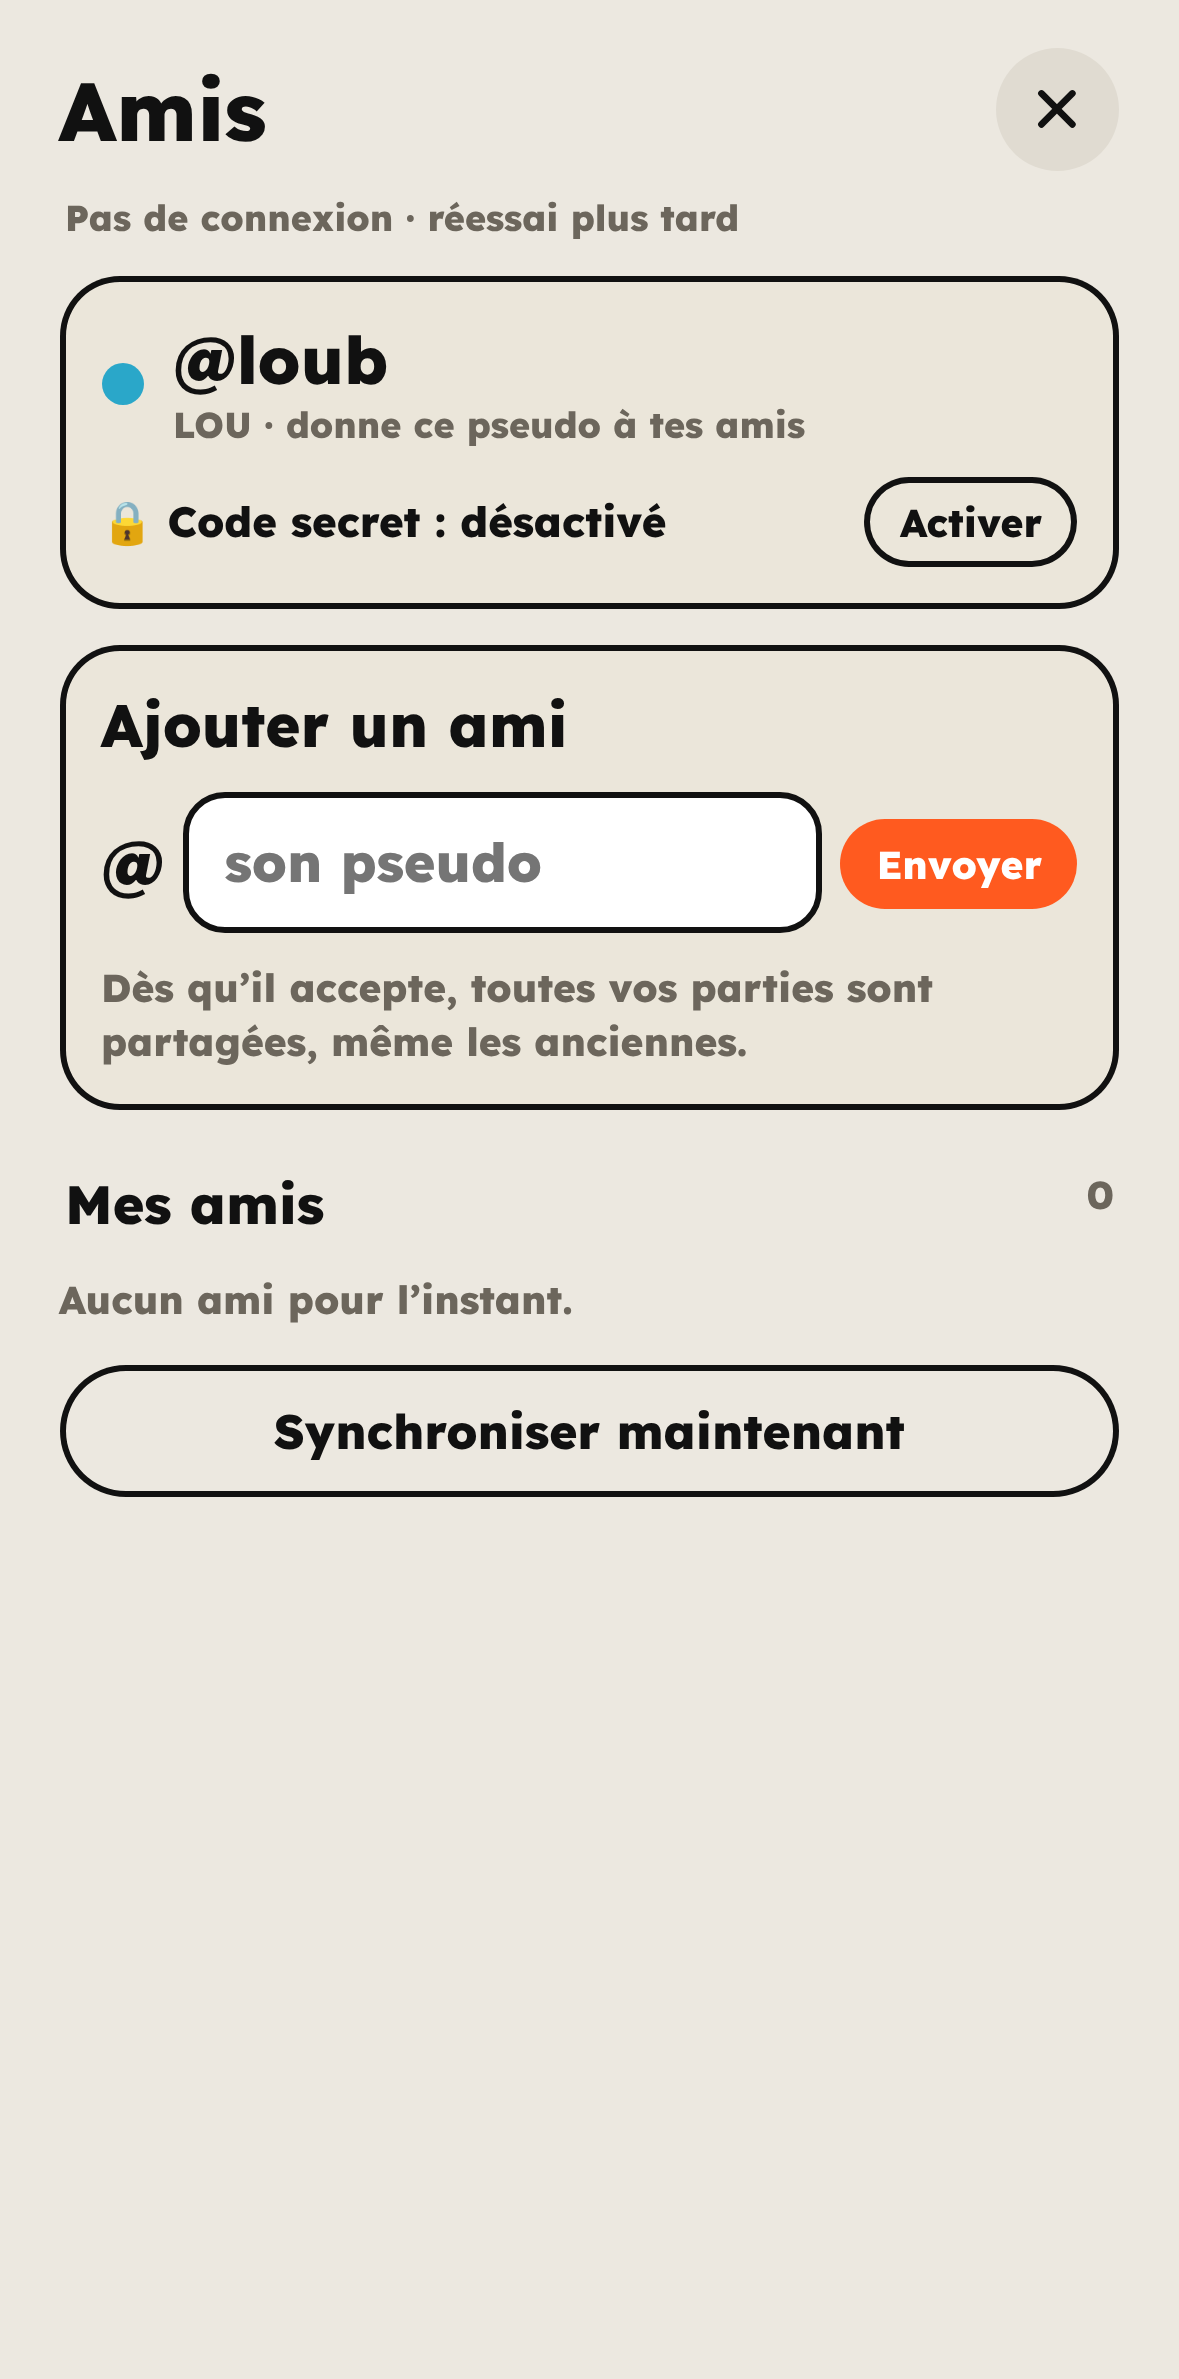 Amis
Pas de connexion · réessai plus tard
@loub
LOU · donne ce pseudo à tes amis
🔒 Code secret : désactivé
Activer
Ajouter un ami
@
son pseudo
Envoyer
Dès qu’il accepte, toutes vos parties sont
partagées, même les anciennes.
Mes amis
0
Aucun ami pour l’instant.
Synchroniser maintenant